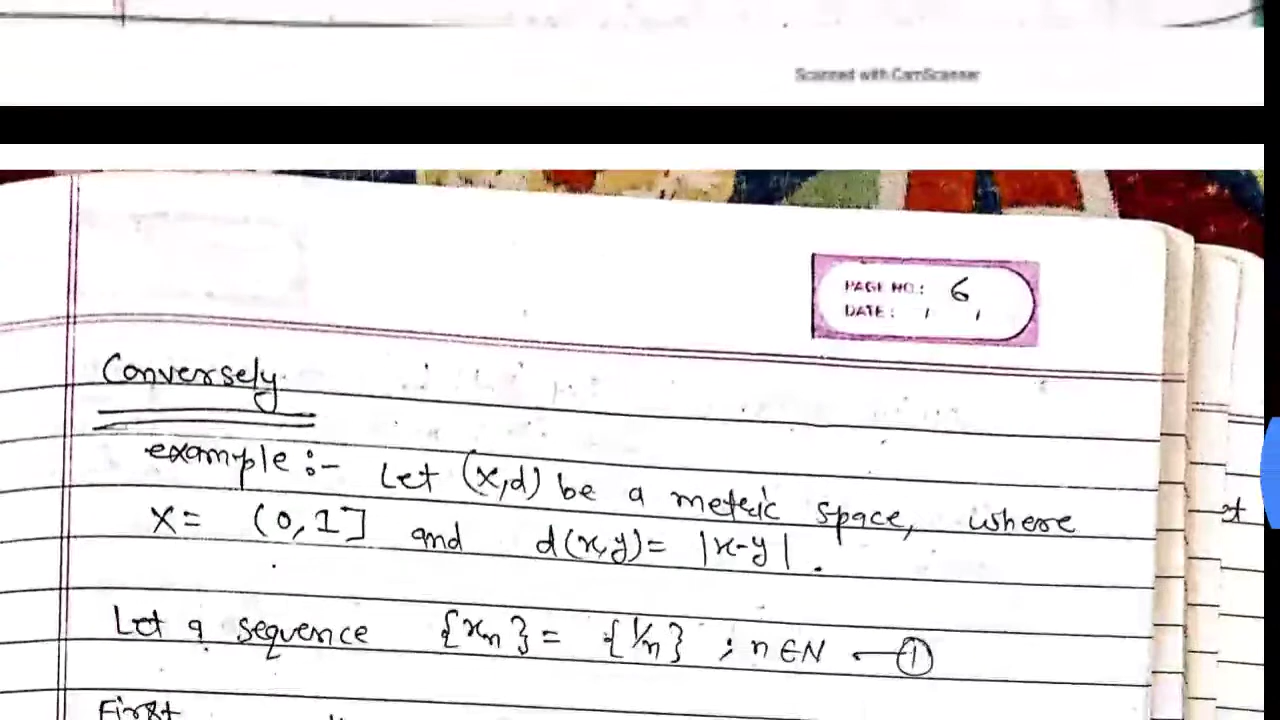 Scanned with CamScanner
PAGE NO.: 6
DATE: , ,
Conversely
example :- Let (x,d) be a metric space, where
X = (0,1] and d(x,y) = |x-y|.
Let a sequence {xn} = {1/n} ; n ∈ N —①
First